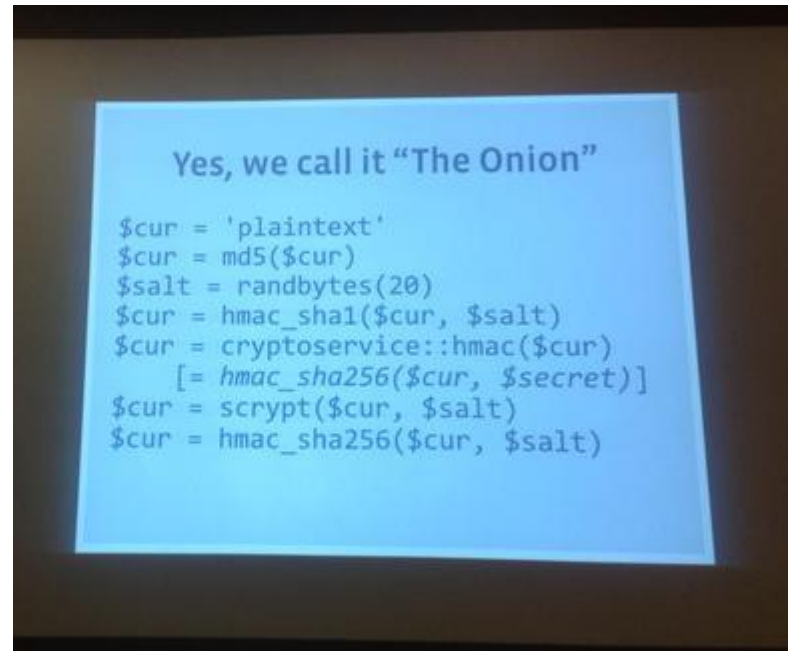 Yes, we call it “The Onion”
$cur = 'plaintext'
$cur = md5($cur)
$salt = randbytes(20)
$cur = hmac_sha1($cur, $salt)
$cur = cryptoservice::hmac($cur)
[= hmac_sha256($cur, $secret)]
$cur = scrypt($cur, $salt)
$cur = hmac_sha256($cur, $salt)